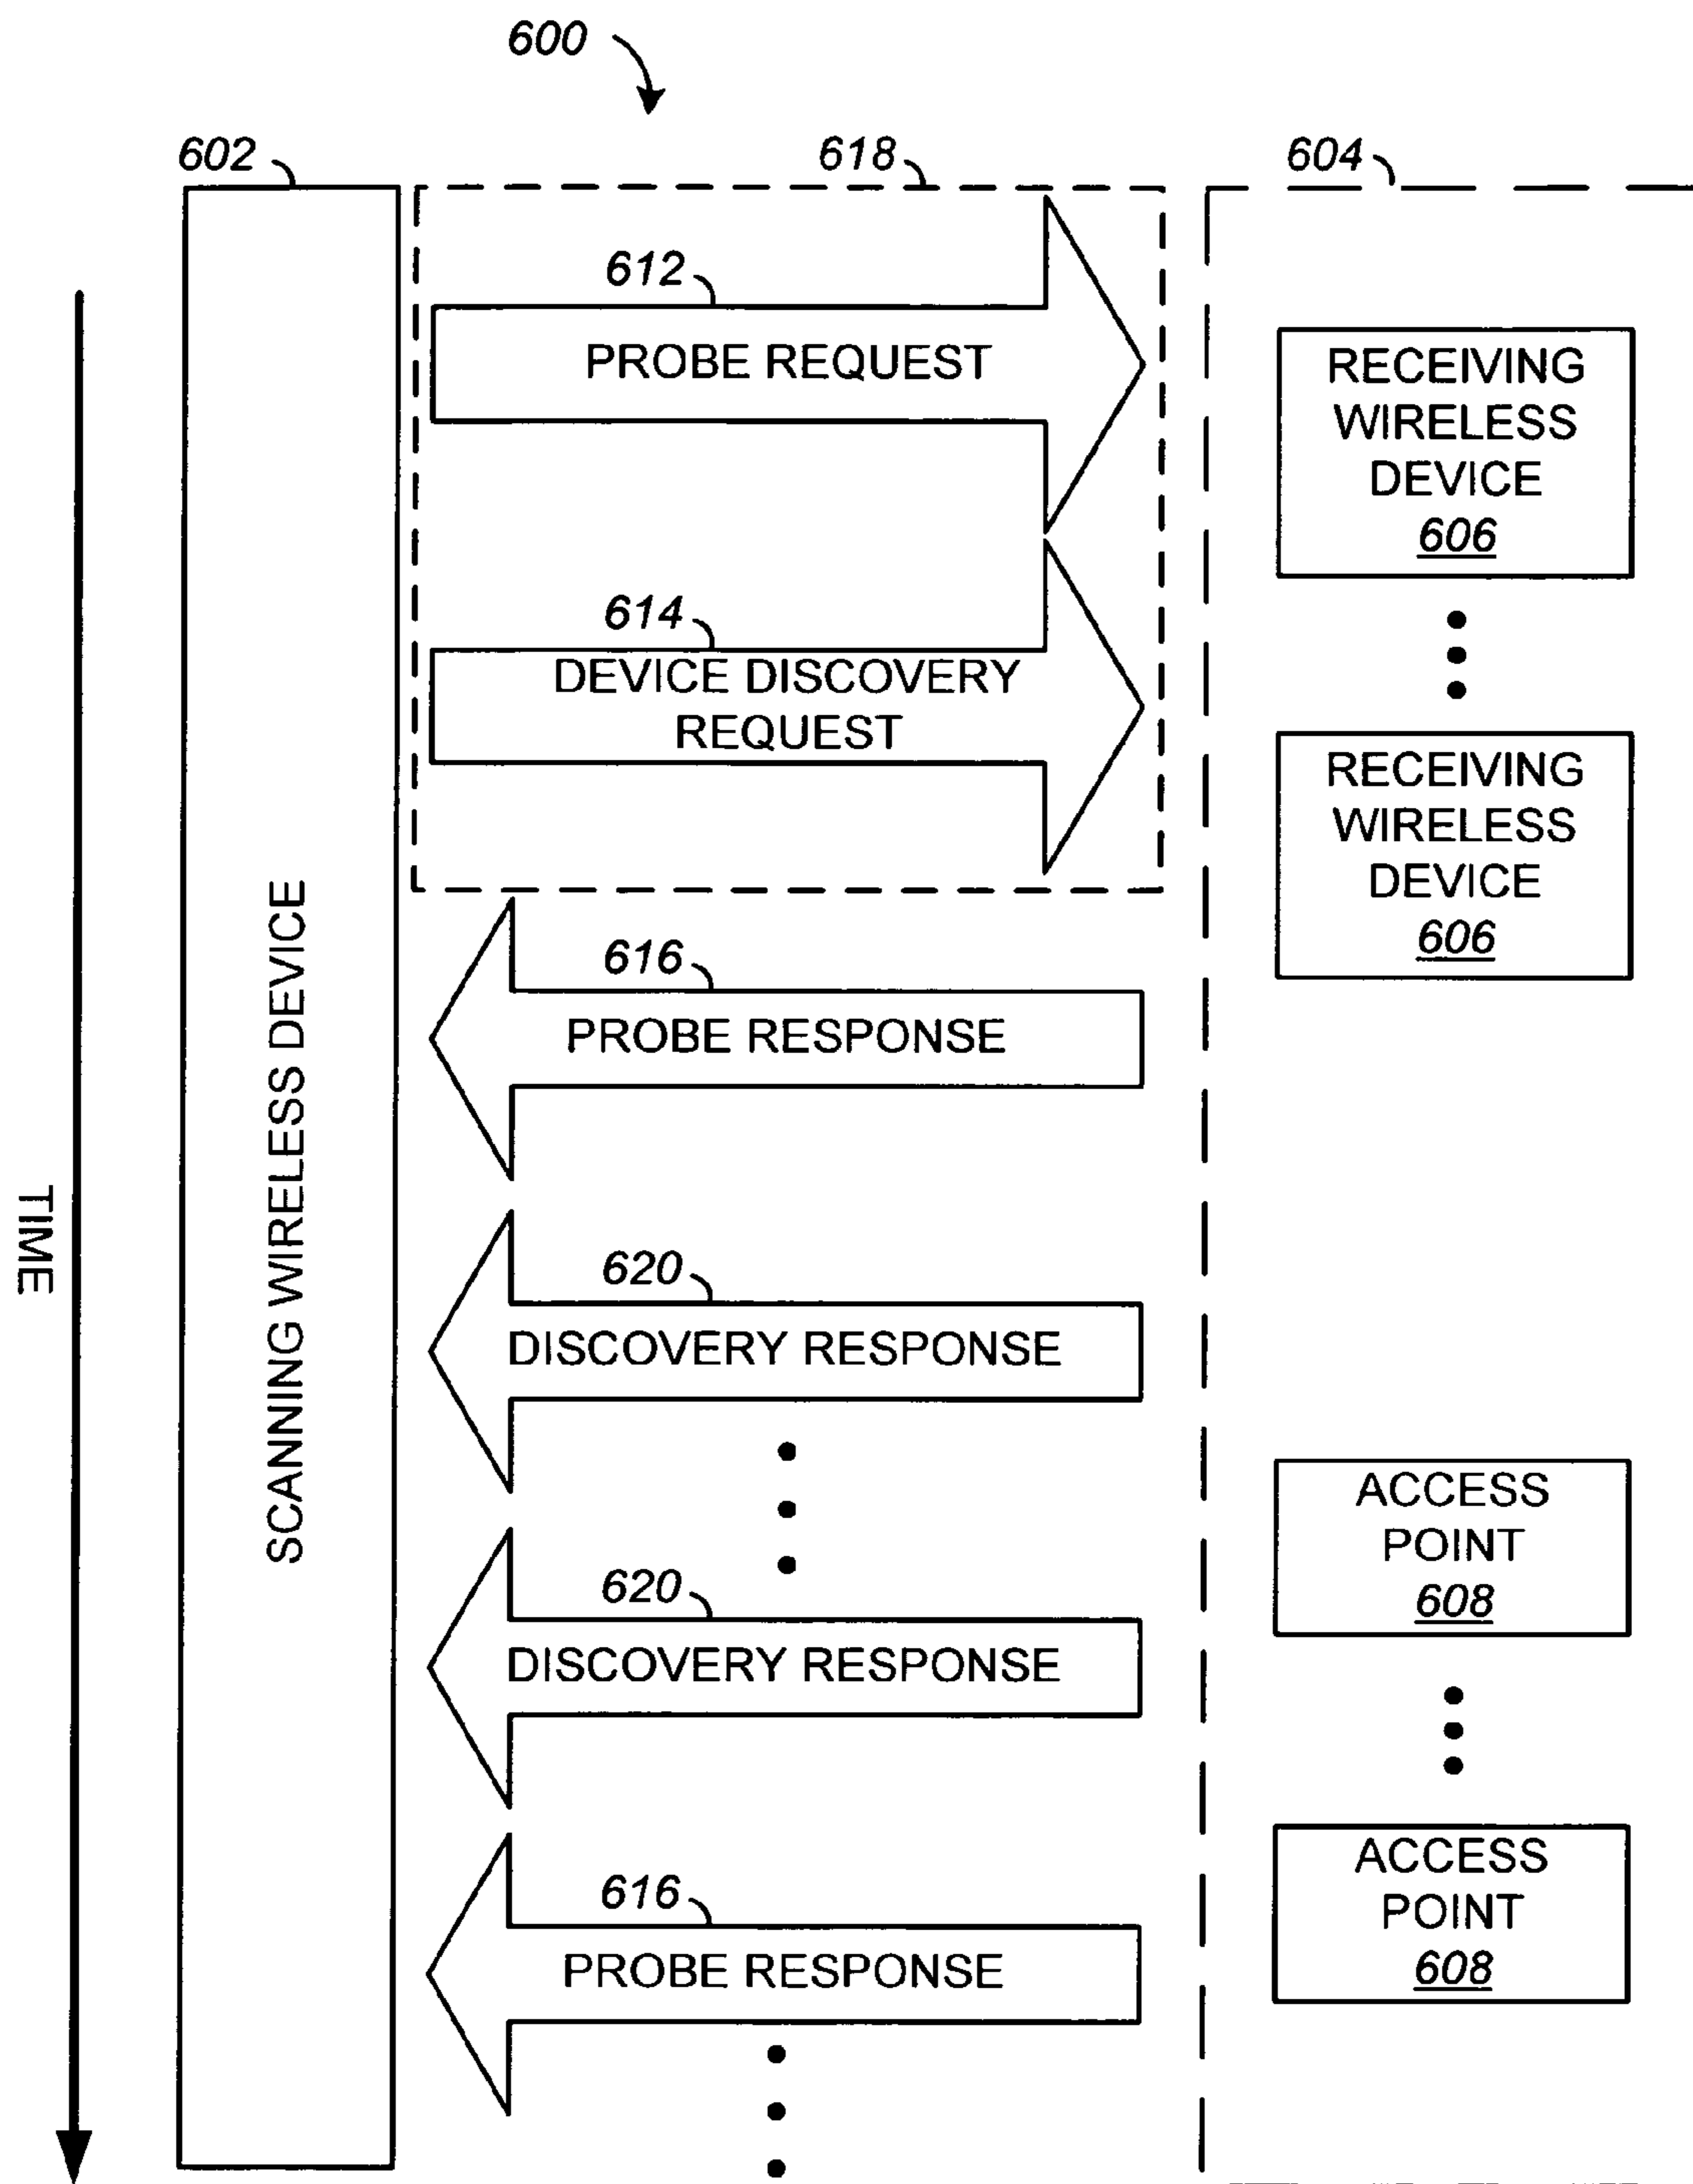 600
602
618
604
612
PROBE REQUEST
RECEIVING
WIRELESS
DEVICE
606
614
DEVICE DISCOVERY
REQUEST
RECEIVING
WIRELESS
DEVICE
606
SCANNING WIRELESS DEVICE
616
PROBE RESPONSE
TIME
620
DISCOVERY RESPONSE
ACCESS
POINT
608
620
DISCOVERY RESPONSE
ACCESS
POINT
608
616
PROBE RESPONSE